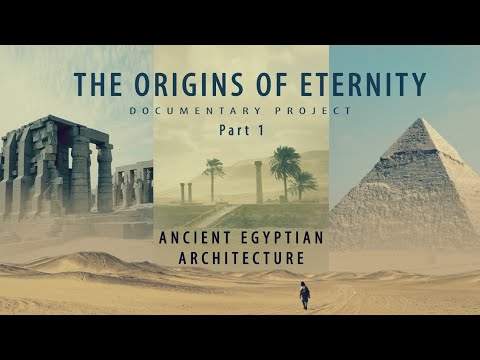 THE ORIGINS OF ETERNITY
DOCUMENTARY PROJECT
Part 1
ANCIENT EGYPTIAN
ARCHITECTURE